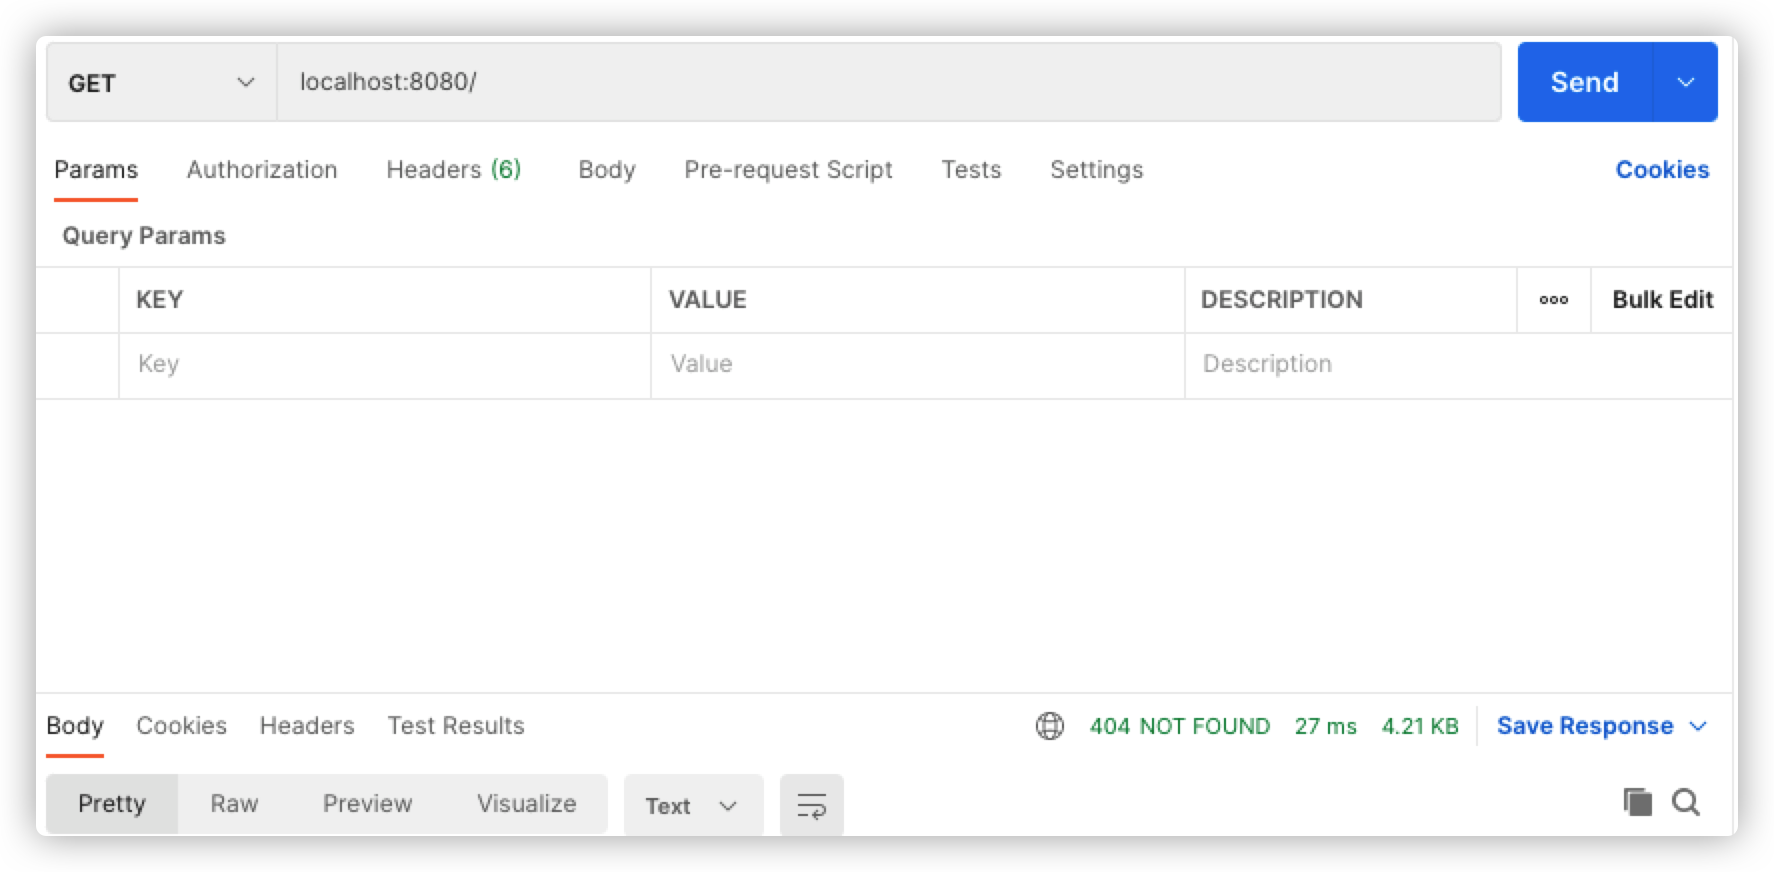 GET localhost:8080/ Send
Params Authorization Headers (6) Body Pre-request Script Tests Settings Cookies
Query Params
KEY VALUE DESCRIPTION ooo Bulk Edit
Key Value Description
Body Cookies Headers Test Results 404 NOT FOUND 27 ms 4.21 KB Save Response
Pretty Raw Preview Visualize Text